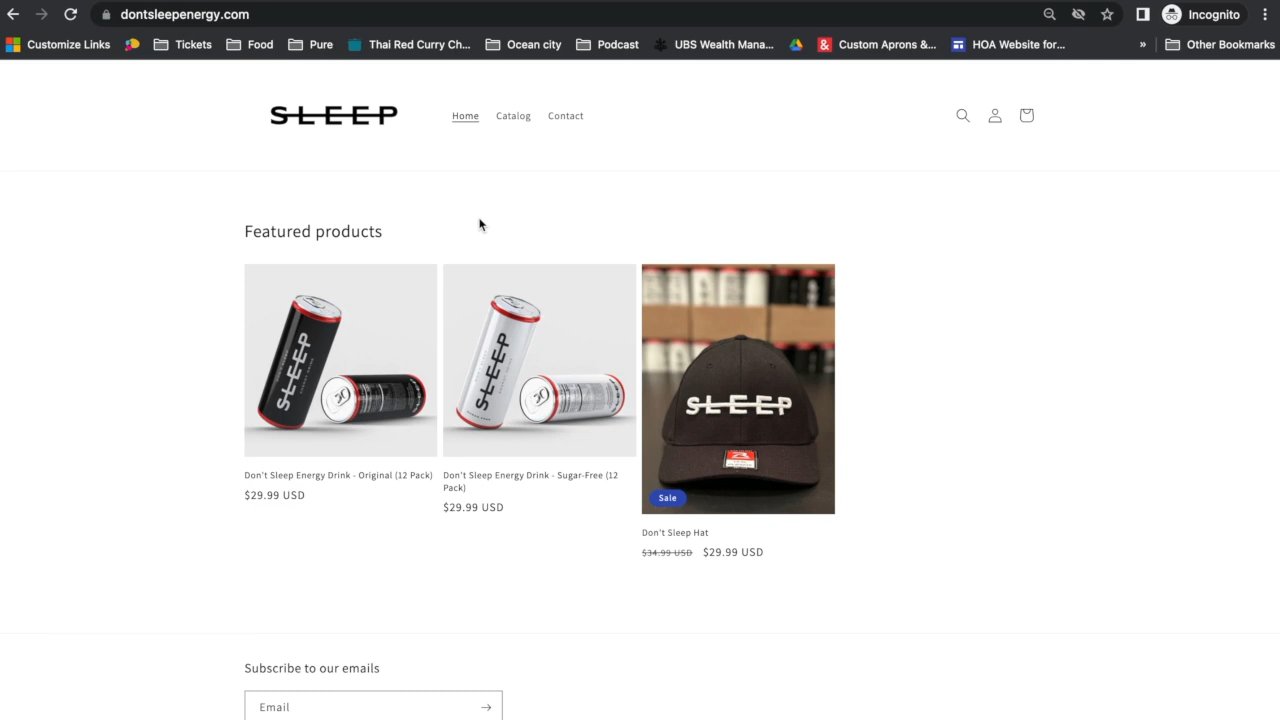 dontsleepenergy.com
Incognito
Customize Links
Tickets
Food
Pure
Thai Red Curry Ch...
Ocean city
Podcast
UBS Wealth Mana...
&
Custom Aprons &...
HOA Website for...
»
Other Bookmarks
SLEEP
Home
Catalog
Contact
Featured products
SLEEP
SLEEP
SLEEP
Sale
Don't Sleep Energy Drink - Original (12 Pack)
$29.99 USD
Don't Sleep Energy Drink - Sugar-Free (12
Pack)
$29.99 USD
Don't Sleep Hat
$34.99 USD $29.99 USD
Subscribe to our emails
Email